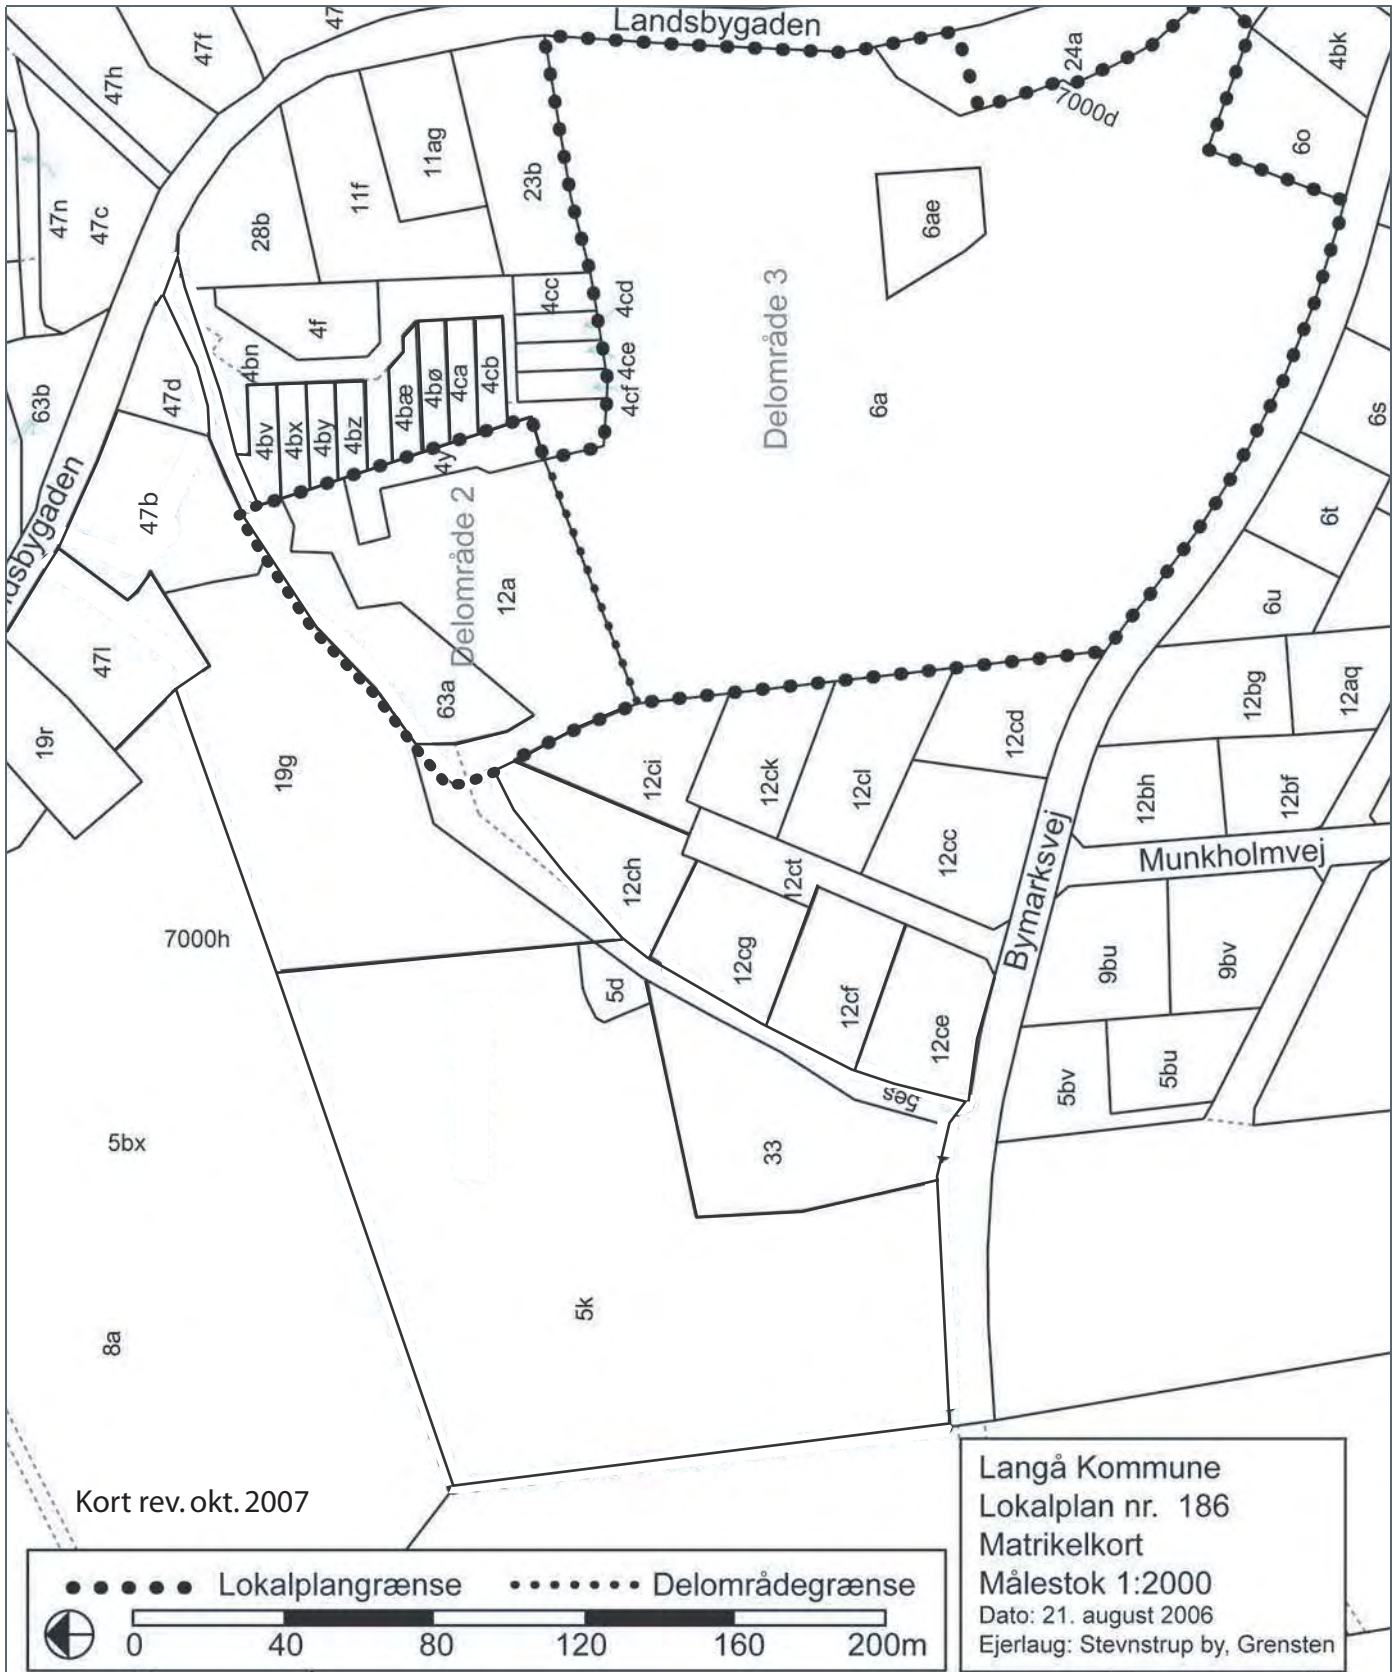 Landsbygaden
47
47f
47h
24a
4bk
7000d
6o
11ag
11f
23b
47n
47c
28b
6ae
4cc
4cd
4f
4ce
4cf
4bn
Delområde 3
6a
63b
47d
4bv
4bx
4by
4bz
4bæ
4bø
4ca
4cb
6s
4y
Landsbygaden
47b
Delområde 2
12a
6t
6u
47l
63a
12bg
12aq
19r
19g
12ci
12ck
12cl
12cd
12bh
12bf
12ch
12ct
12cc
Munkholmvej
Bymarksvej
7000h
12cg
12cf
12ce
9bu
9bv
5d
5bv
5bu
5es
5bx
33
5k
8a
Kort rev. okt. 2007
Lokalplangrænse
Delområdegrænse
0 40 80 120 160 200m
Langå Kommune
Lokalplan nr. 186
Matrikelkort
Målestok 1:2000
Dato: 21. august 2006
Ejerlaug: Stevnstrup by, Grensten